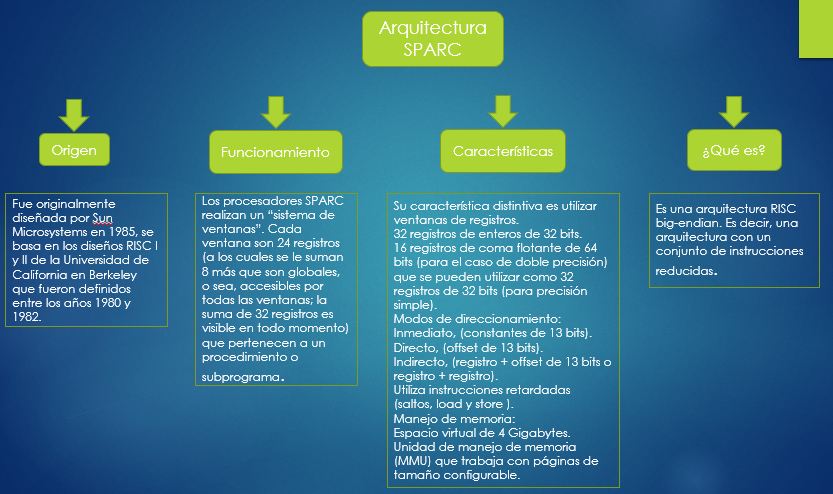 Arquitectura
SPARC
Origen
Fue originalmente
diseñada por Sun
Microsystems en 1985, se
basa en los diseños RISC I
y II de la Universidad de
California en Berkeley
que fueron definidos
entre los años 1980 y
1982.
Funcionamiento
Los procesadores SPARC
realizan un “sistema de
ventanas”. Cada
ventana son 24 registros
(a los cuales se le suman
8 más que son globales,
o sea, accesibles por
todas las ventanas; la
suma de 32 registros es
visible en todo momento)
que pertenecen a un
procedimiento o
subprograma.
Características
Su característica distintiva es utilizar
ventanas de registros.
32 registros de enteros de 32 bits.
16 registros de coma flotante de 64
bits (para el caso de doble precisión)
que se pueden utilizar como 32
registros de 32 bits (para precisión
simple).
Modos de direccionamiento:
Inmediato, (constantes de 13 bits).
Directo, (offset de 13 bits).
Indirecto, (registro + offset de 13 bits o
registro + registro).
Utiliza instrucciones retardadas
(saltos, load y store ).
Manejo de memoria:
Espacio virtual de 4 Gigabytes.
Unidad de manejo de memoria
(MMU) que trabaja con páginas de
tamaño configurable.
¿Qué es?
Es una arquitectura RISC
big-endian. Es decir, una
arquitectura con un
conjunto de instrucciones
reducidas.